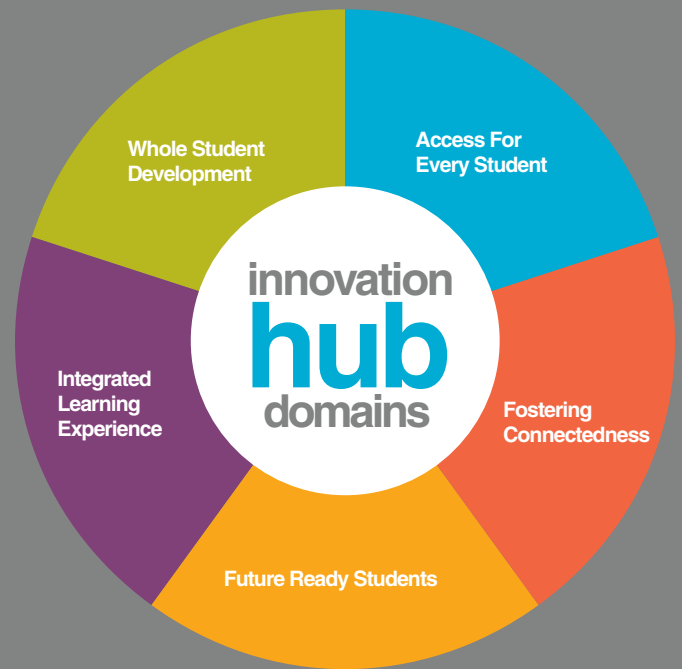 Whole Student
Development
Access For
Every Student
innovation
hub
domains
Integrated
Learning
Experience
Fostering
Connectedness
Future Ready Students